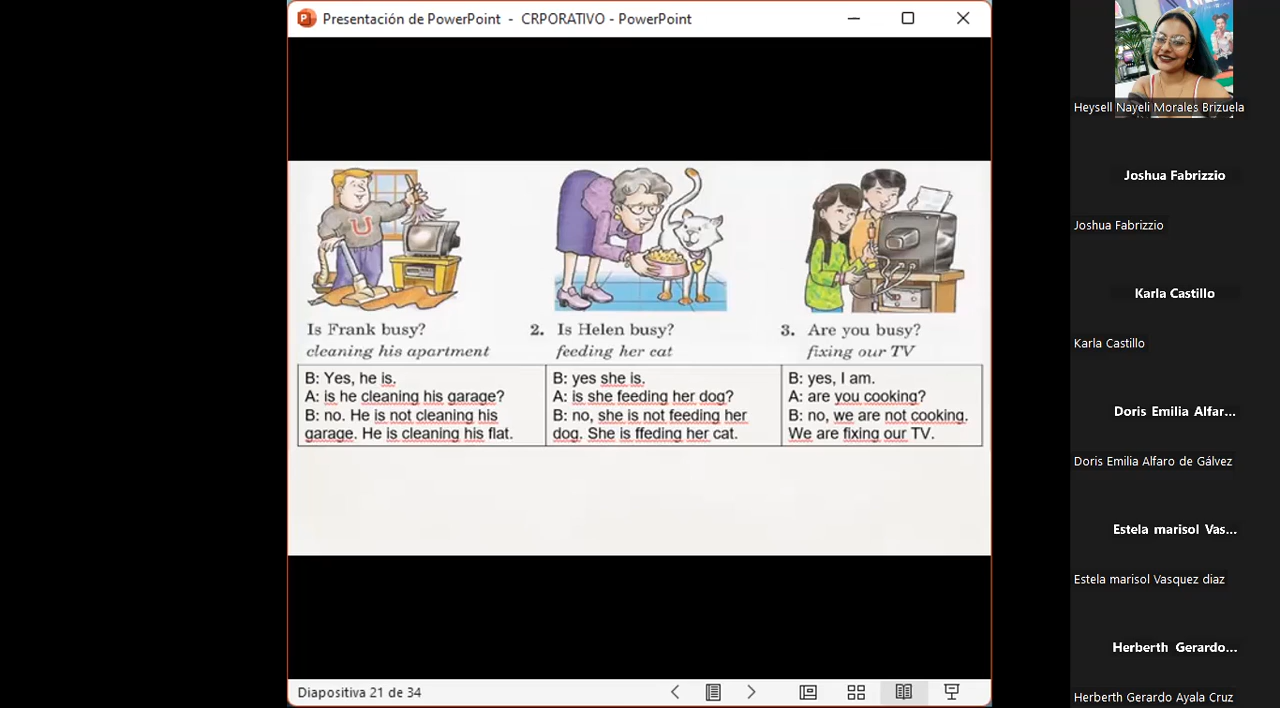 Presentación de PowerPoint - CRPORATIVO - PowerPoint
Is Frank busy?
cleaning his apartment
B: Yes, he is.
A: is he cleaning his garage?
B: no. He is not cleaning his
garage. He is cleaning his flat.
2. Is Helen busy?
feeding her cat
B: yes she is.
A: is she feeding her dog?
B: no, she is not feeding her
dog. She is ffeding her cat.
3. Are you busy?
fixing our TV
B: yes, I am.
A: are you cooking?
B: no, we are not cooking.
We are fixing our TV.
Diapositiva 21 de 34
Heysell Nayeli Morales Brizuela
Joshua Fabrizzio
Joshua Fabrizzio
Karla Castillo
Karla Castillo
Doris Emilia Alfar...
Doris Emilia Alfaro de Gálvez
Estela marisol Vas...
Estela marisol Vasquez diaz
Herberth Gerardo...
Herberth Gerardo Ayala Cruz
U